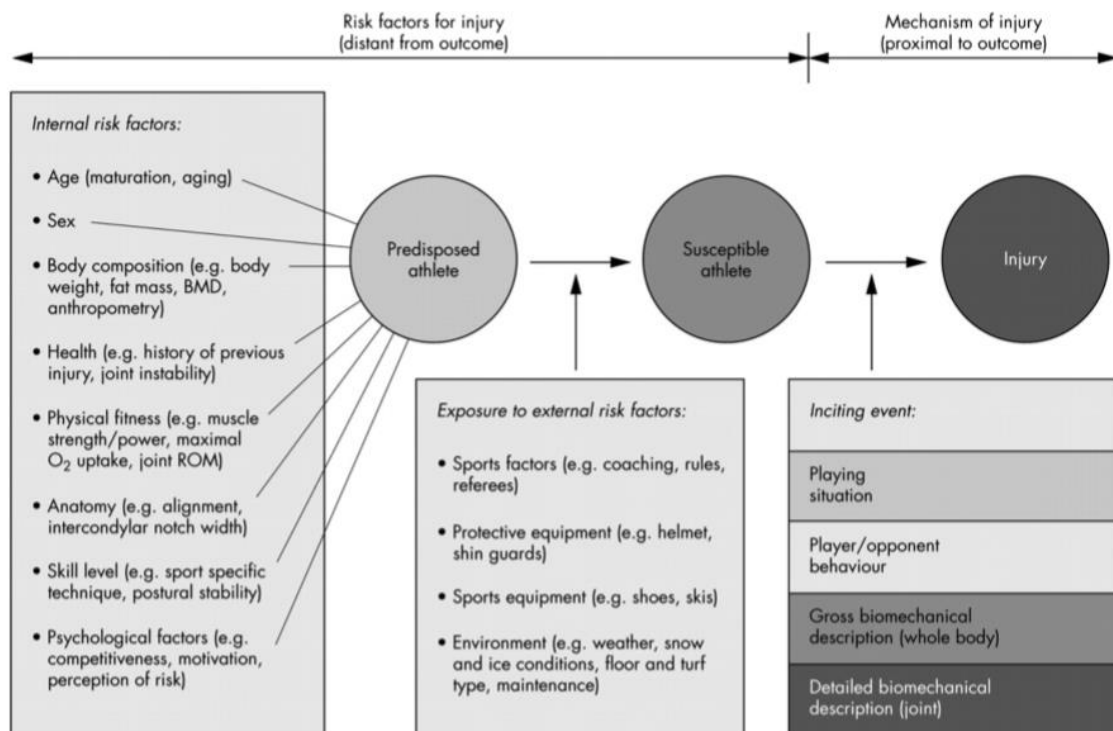 Risk factors for injury
(distant from outcome)
Mechanism of injury
(proximal to outcome)
Internal risk factors:
• Age (maturation, aging)
• Sex
• Body composition (e.g. body
weight, fat mass, BMD,
anthropometry)
• Health (e.g. history of previous
injury, joint instability)
• Physical fitness (e.g. muscle
strength/power, maximal
O₂ uptake, joint ROM)
• Anatomy (e.g. alignment,
intercondylar notch width)
• Skill level (e.g. sport specific
technique, postural stability)
• Psychological factors (e.g.
competitiveness, motivation,
perception of risk)
Predisposed
athlete
Susceptible
athlete
Injury
Exposure to external risk factors:
• Sports factors (e.g. coaching, rules,
referees)
• Protective equipment (e.g. helmet,
shin guards)
• Sports equipment (e.g. shoes, skis)
• Environment (e.g. weather, snow
and ice conditions, floor and turf
type, maintenance)
Inciting event:
Playing
situation
Player/opponent
behaviour
Gross biomechanical
description (whole body)
Detailed biomechanical
description (joint)